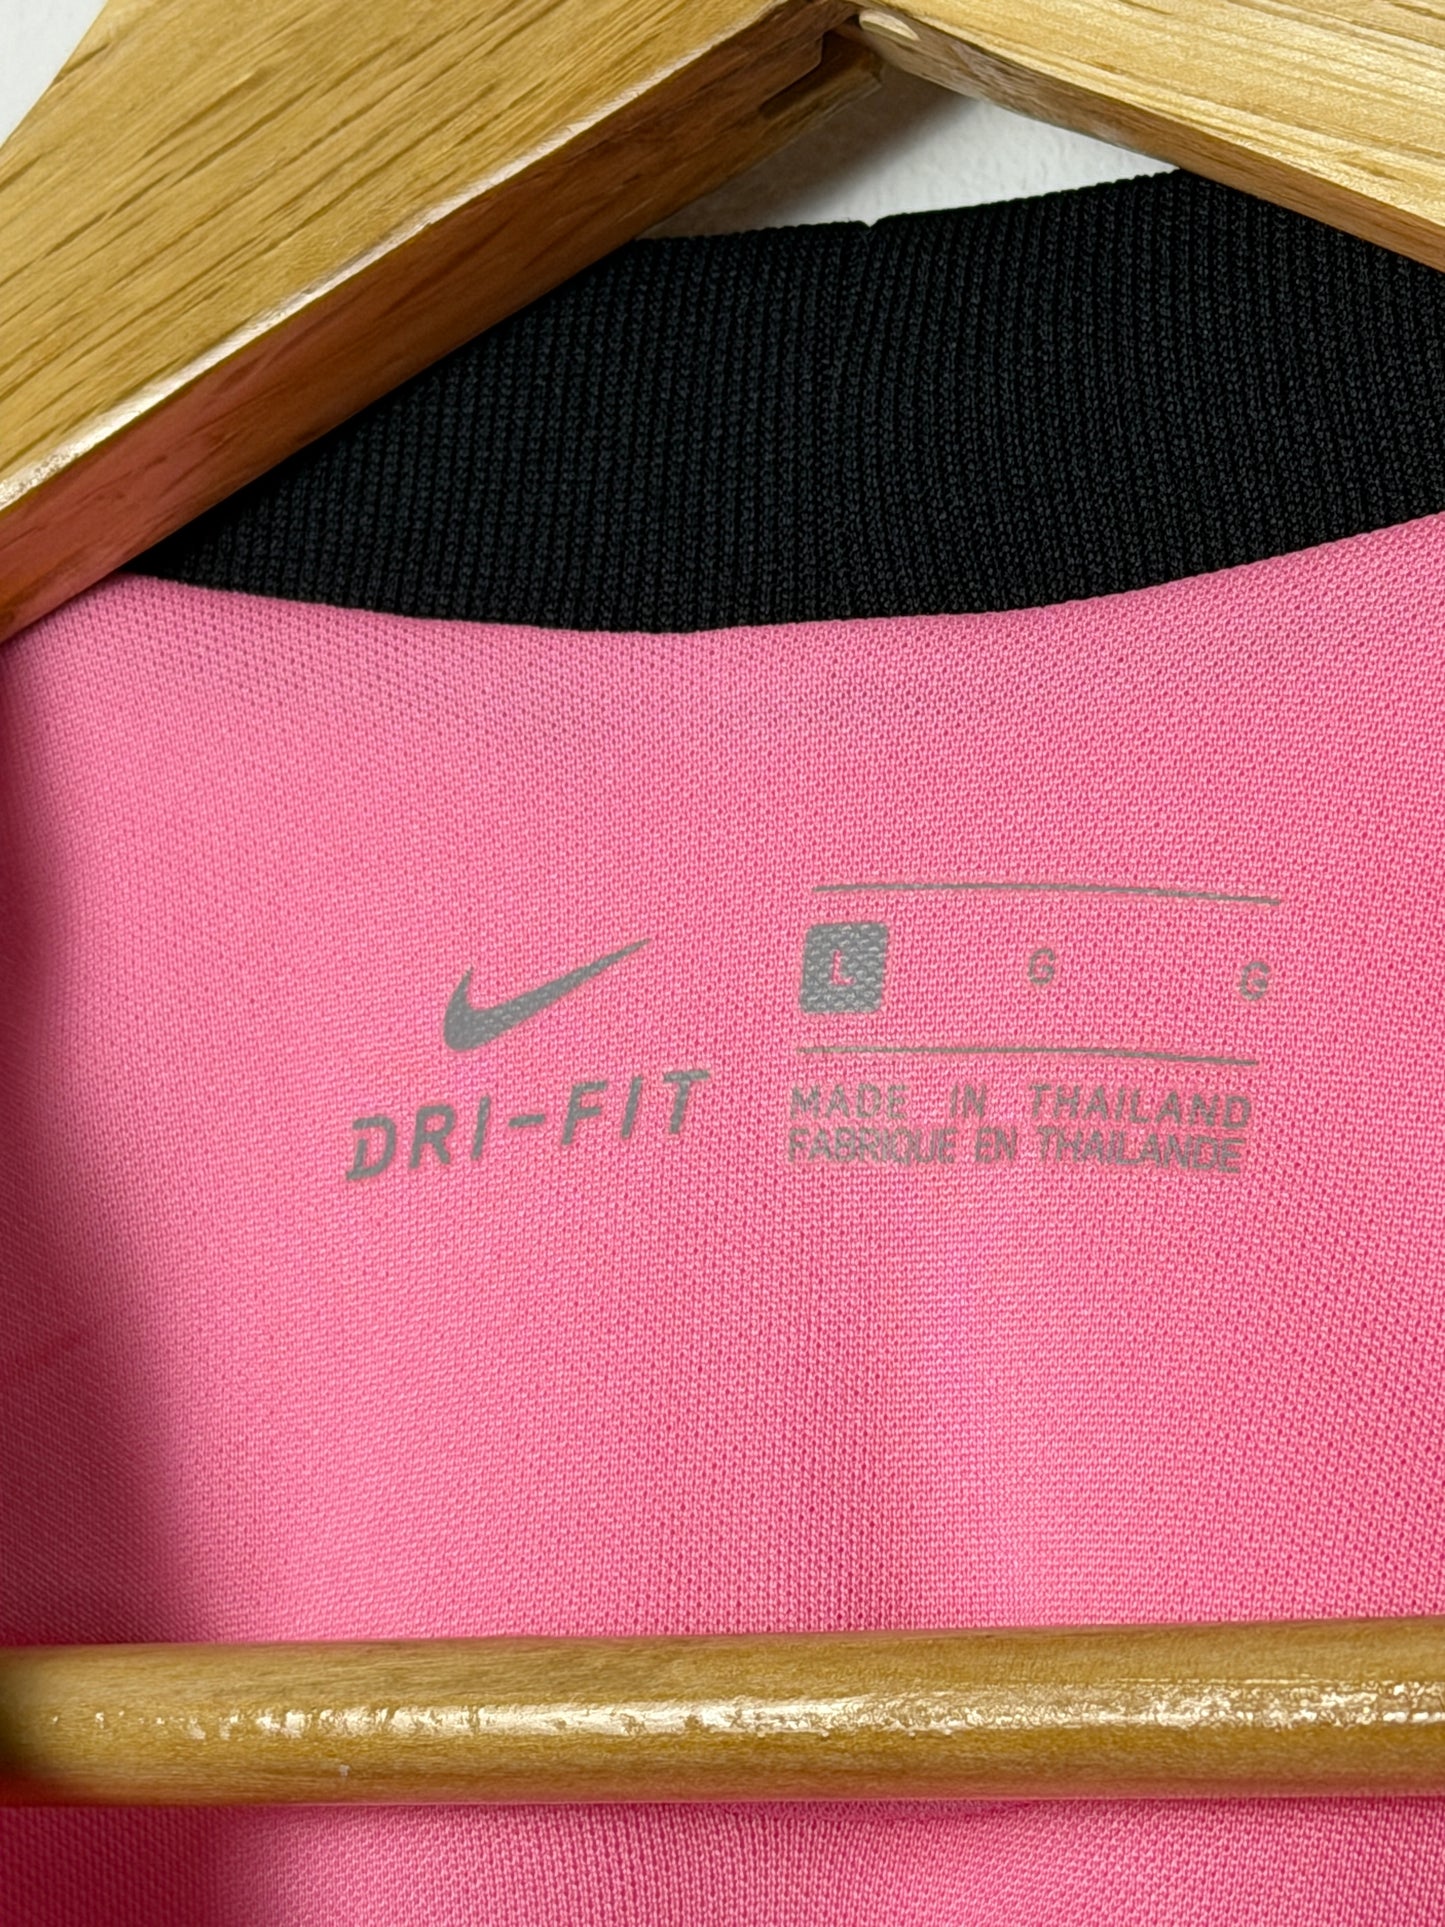 DRI-FIT
L G G
MADE IN THAILAND
FABRIQUE EN THAILANDE